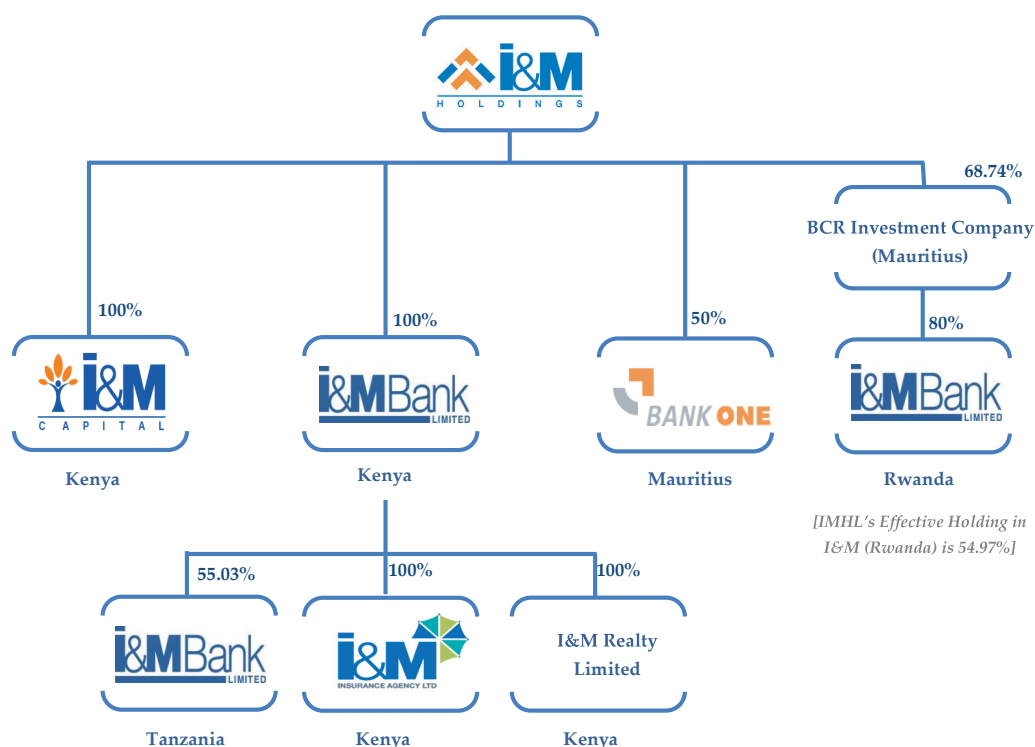 I&M
HOLDINGS
68.74%
BCR Investment Company
(Mauritius)
100%
100%
50%
80%
I&M
CAPITAL
I&MBank
LIMITED
BANK ONE
I&MBank
LIMITED
Kenya
Kenya
Mauritius
Rwanda
[IMHL's Effective Holding in
I&M (Rwanda) is 54.97%]
55.03%
100%
100%
I&MBank
LIMITED
I&M
INSURANCE AGENCY LTD
I&M Realty
Limited
Tanzania
Kenya
Kenya